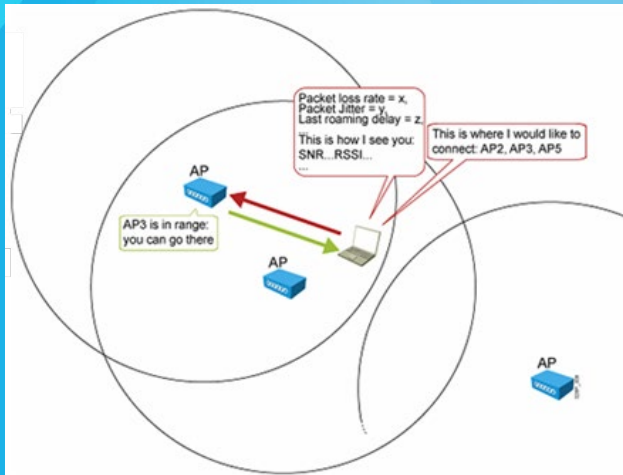 Packet loss rate = x,
Packet Jitter = y,
Last roaming delay = z,
...
This is how I see you:
SNR...RSSI...
...
This is where I would like to
connect: AP2, AP3, AP5
AP
AP3 is in range:
you can go there
AP
AP